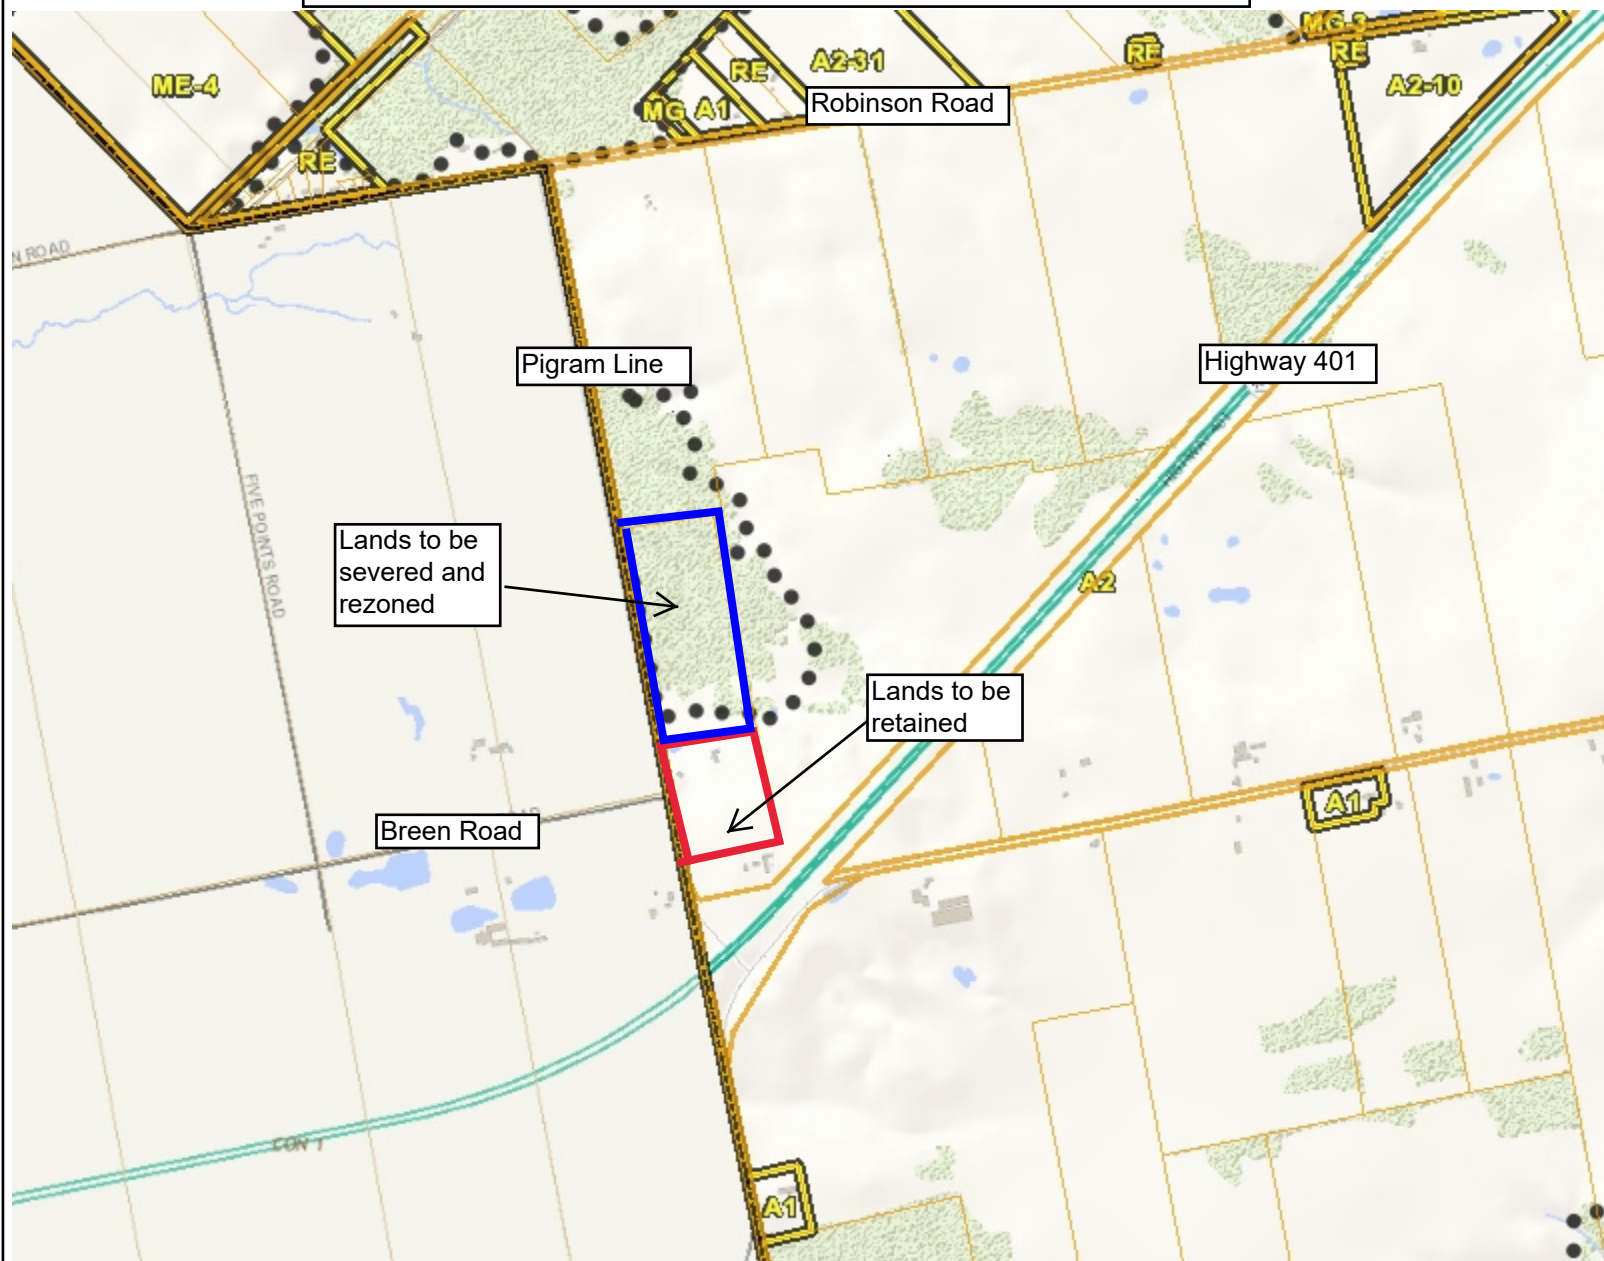 MG-3
ME-4
RE
A2-31
RE
RE
A2-10
MG
A1
Robinson Road
RE
N ROAD
Pigram Line
Highway 401
HIGHWAY 401
FIVE POINTS ROAD
Lands to be
severed and
rezoned
A2
Lands to be
retained
A1
Breen Road
CON 1
A1